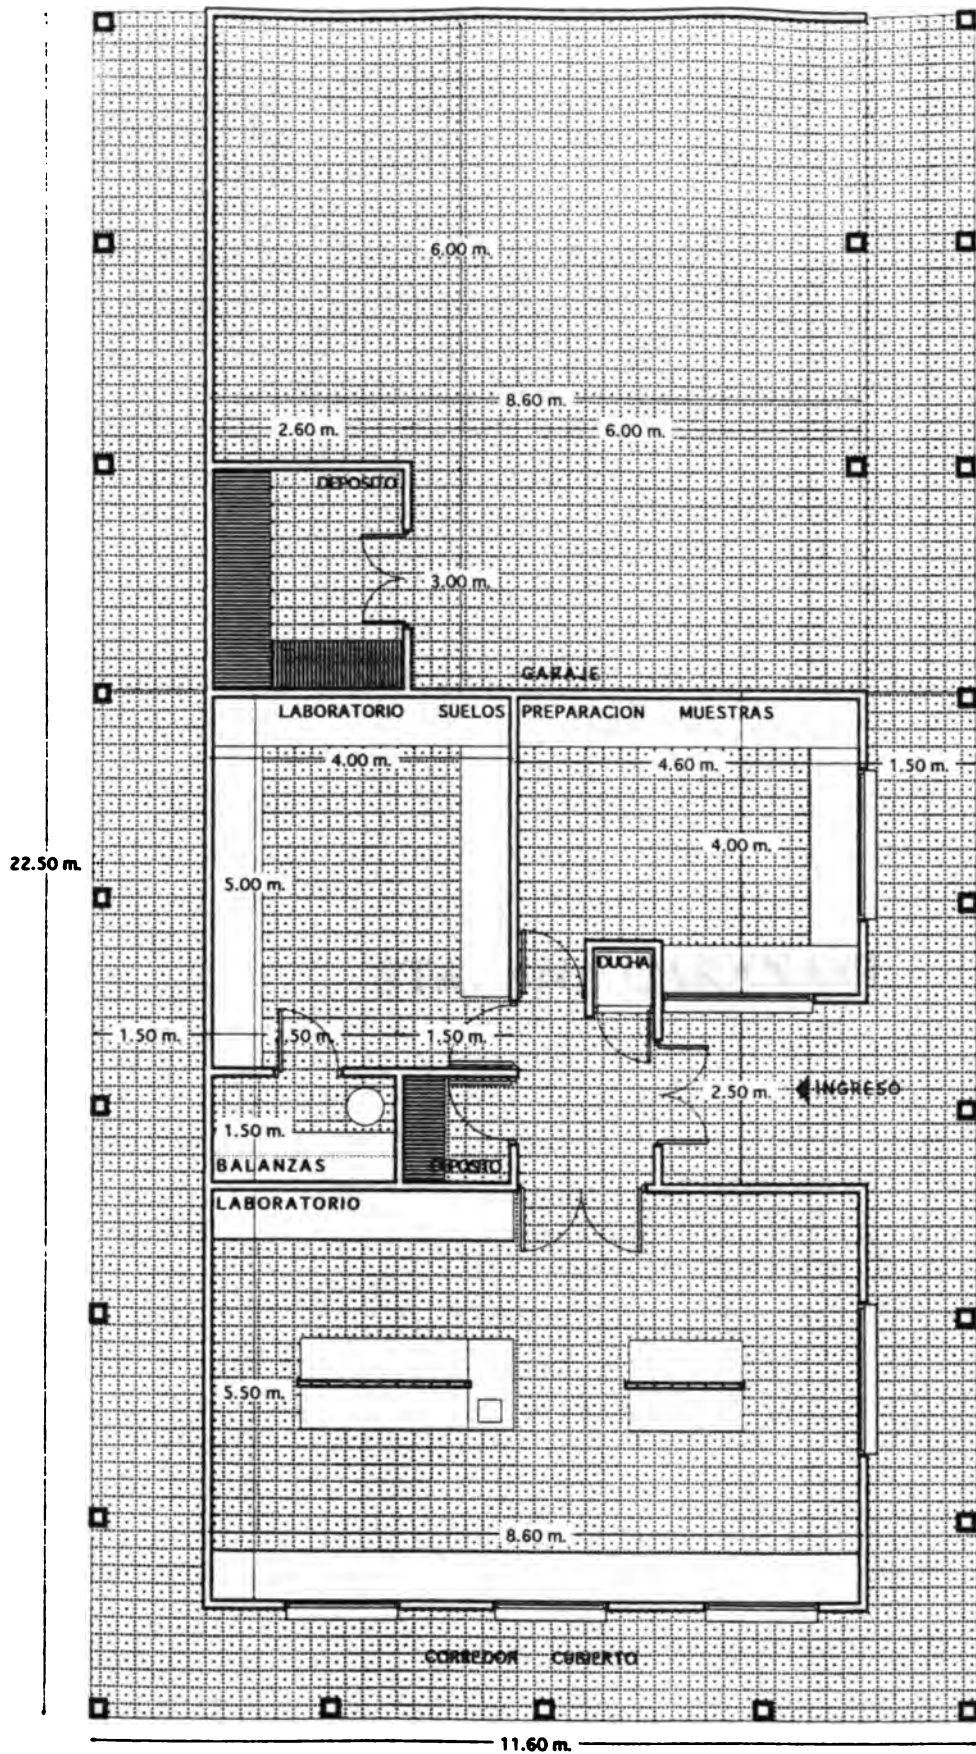 6.00 m.
8.60 m.
2.60 m.
6.00 m.
DEPOSITO
3.00 m.
GARAJE
LABORATORIO SUELOS
PREPARACION MUESTRAS
4.00 m.
4.60 m.
1.50 m.
4.00 m.
22.50 m.
5.00 m.
DUCHA
1.50 m.
1.50 m.
1.50 m.
2.50 m.
INGRESO
1.50 m.
BALANZAS
DEPOSITO
LABORATORIO
5.50 m.
8.60 m.
CORREDOR CUBIERTO
11.60 m.